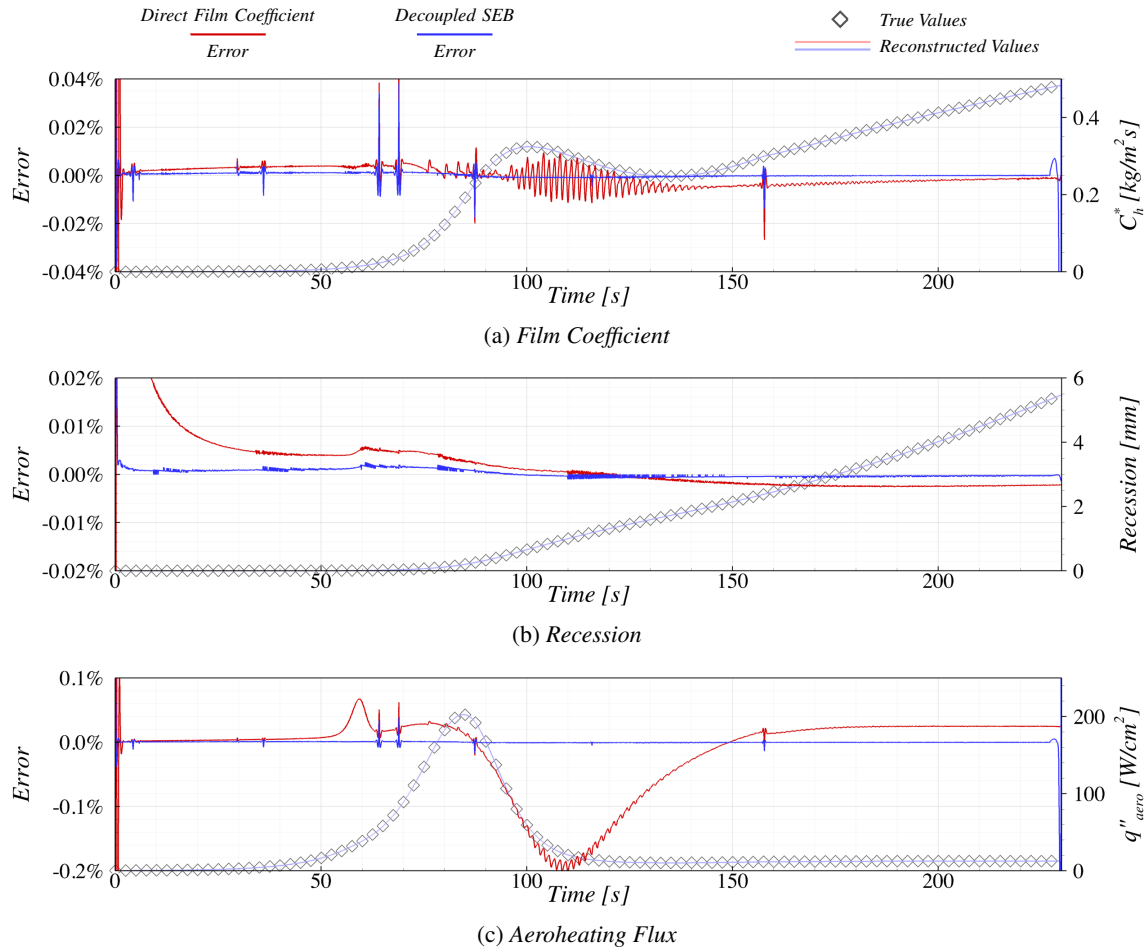 Direct Film Coefficient
Error
Decoupled SEB
Error
True Values
Reconstructed Values
0.04%
0.02%
0.00%
-0.02%
-0.04%
Error
0.4
0.2
0
C*h [kg/m²s]
0 50 100 150 200
Time [s]
(a) Film Coefficient
0.02%
0.01%
0.00%
-0.01%
-0.02%
Error
6
4
2
0
Recession [mm]
0 50 100 150 200
Time [s]
(b) Recession
0.1%
0.0%
-0.1%
-0.2%
Error
200
100
0
q"aero [W/cm²]
0 50 100 150 200
Time [s]
(c) Aeroheating Flux